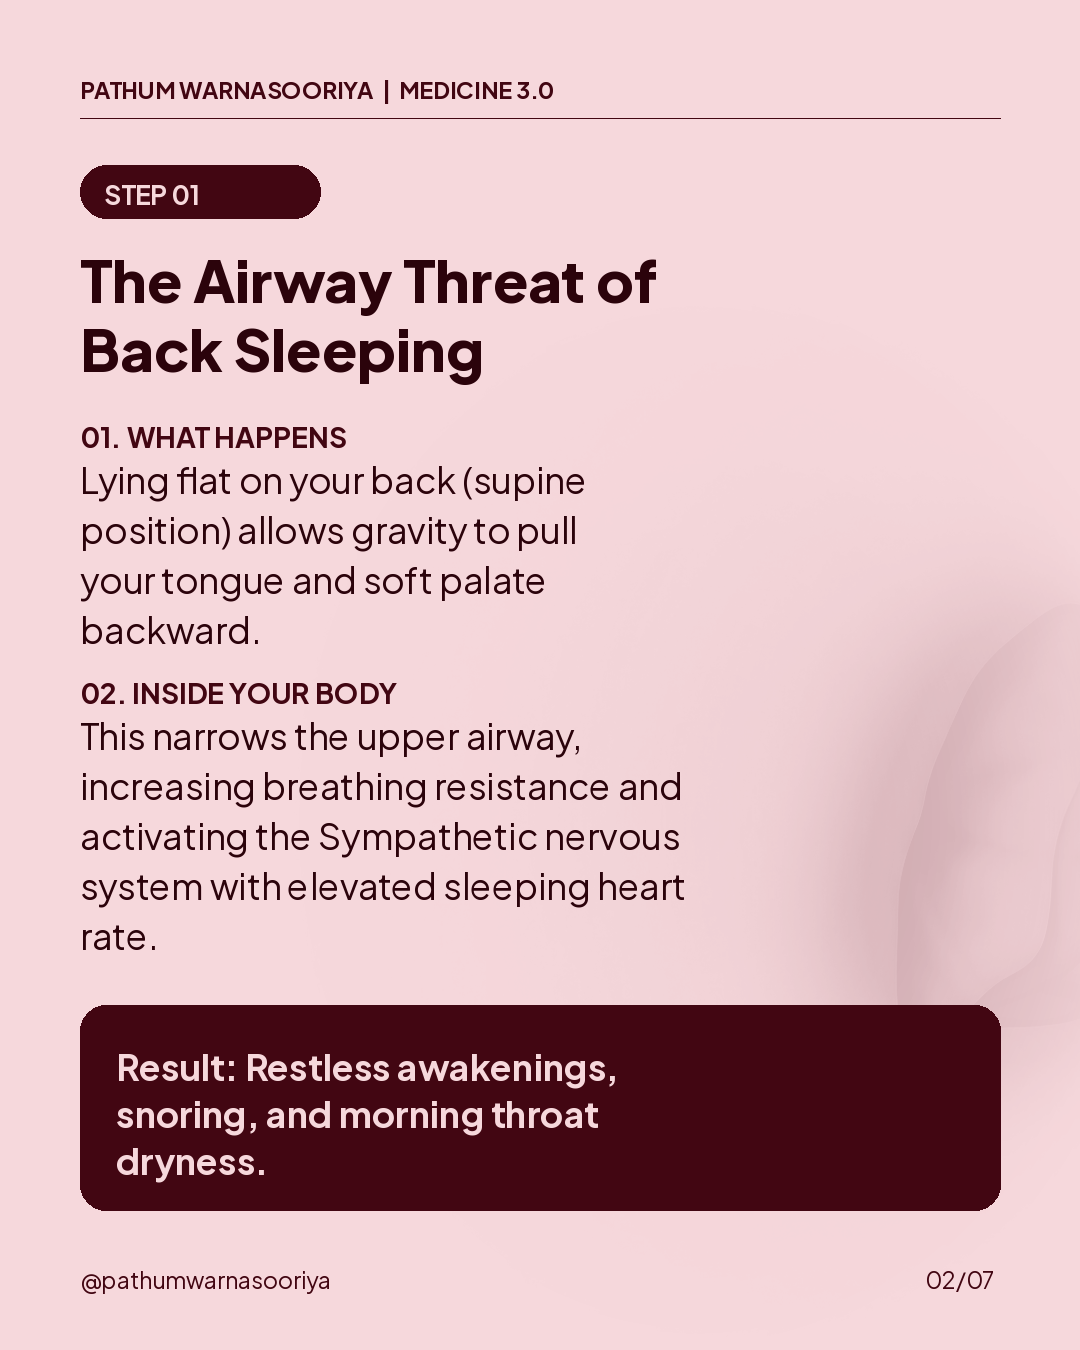 PATHUM WARNASOORIYA | MEDICINE 3.0
STEP 01
The Airway Threat of
Back Sleeping
01. WHAT HAPPENS
Lying flat on your back (supine
position) allows gravity to pull
your tongue and soft palate
backward.
02. INSIDE YOUR BODY
This narrows the upper airway,
increasing breathing resistance and
activating the Sympathetic nervous
system with elevated sleeping heart
rate.
Result: Restless awakenings,
snoring, and morning throat
dryness.
@pathumwarnasooriya
02/07